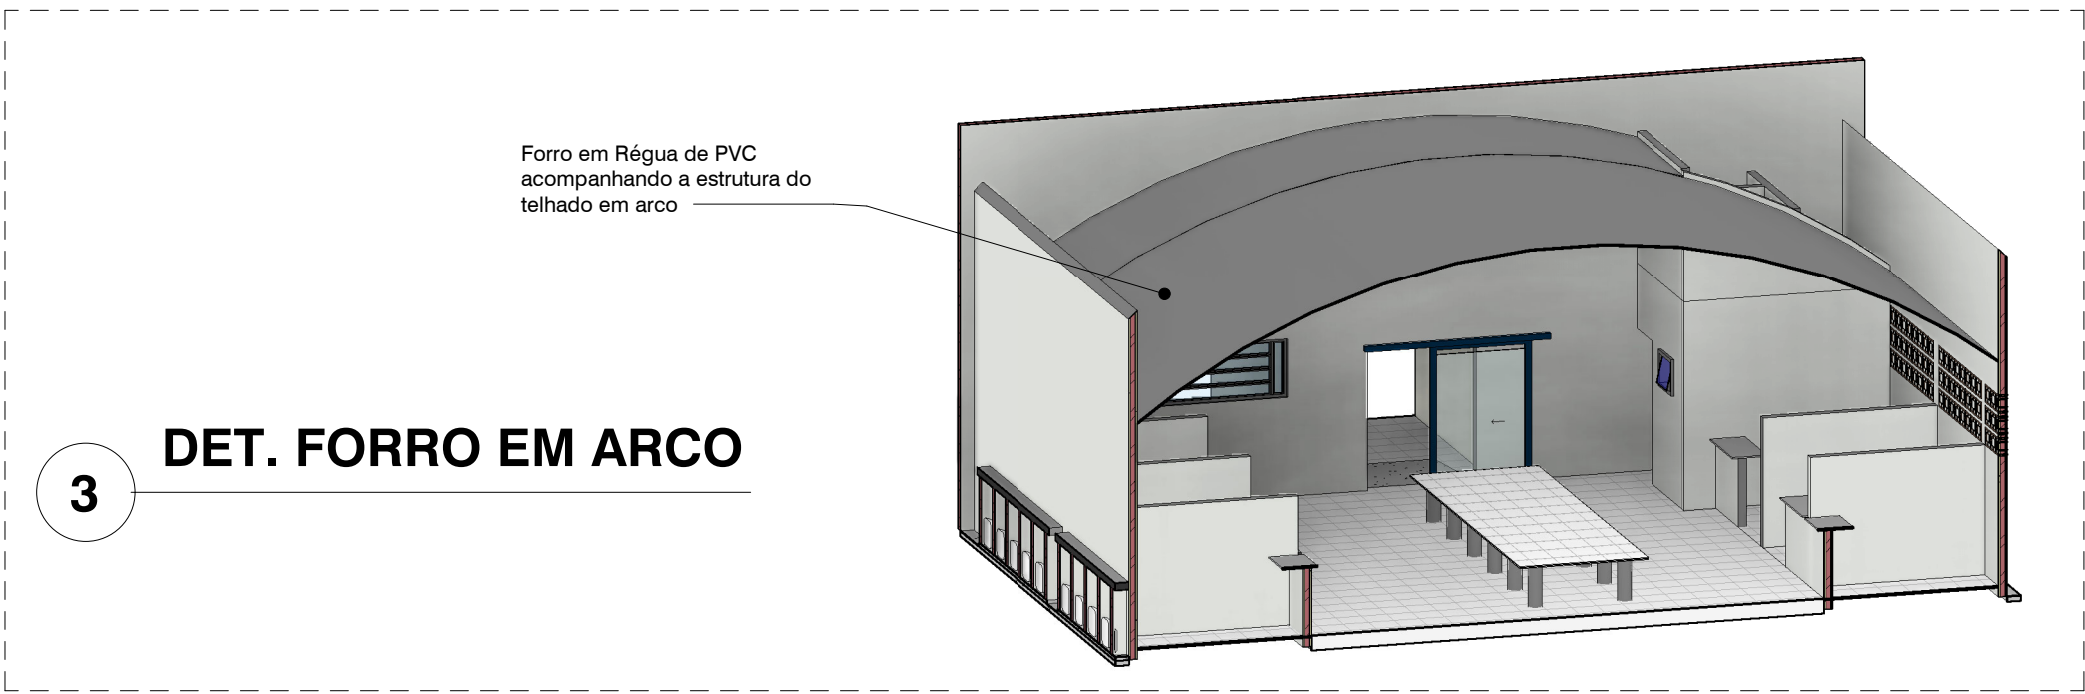 Forro em Régua de PVC
acompanhando a estrutura do
telhado em arco
DET. FORRO EM ARCO
3